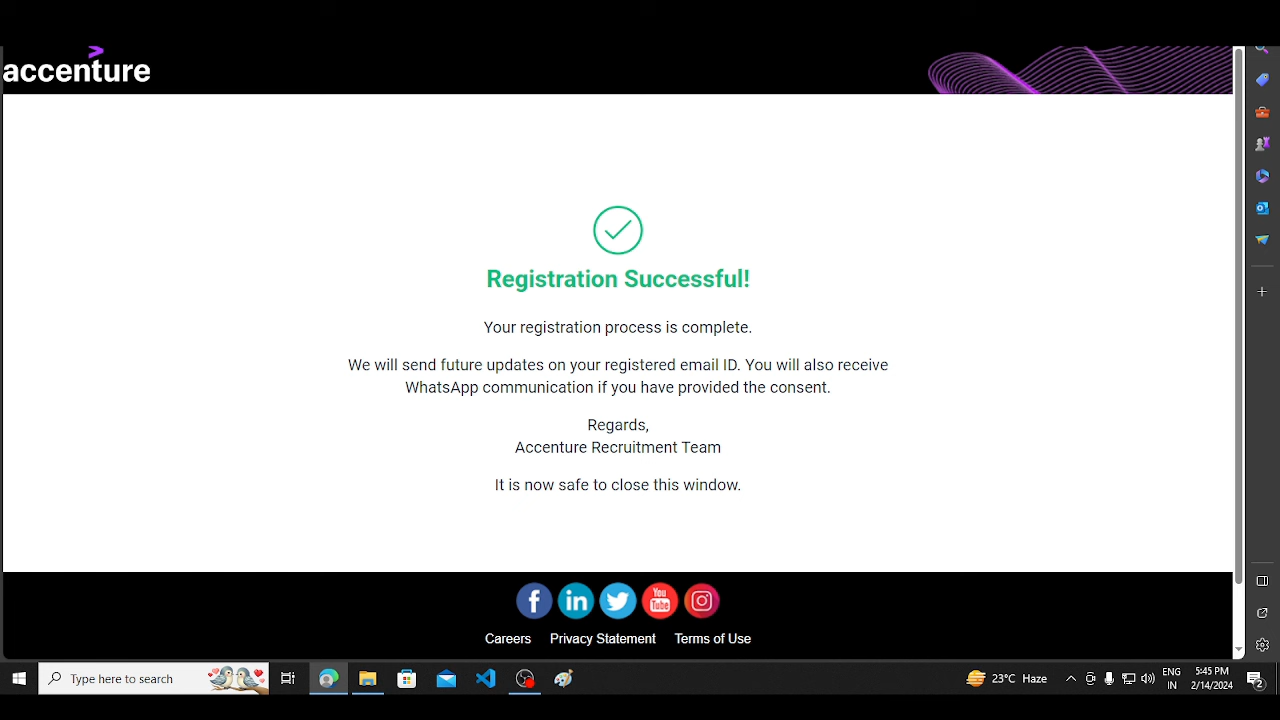 accenture
Registration Successful!
Your registration process is complete.
We will send future updates on your registered email ID. You will also receive
WhatsApp communication if you have provided the consent.
Regards,
Accenture Recruitment Team
It is now safe to close this window.
You
Tube
Careers Privacy Statement Terms of Use
Type here to search
23°C Haze
ENG
IN
5:45 PM
2/14/2024
2